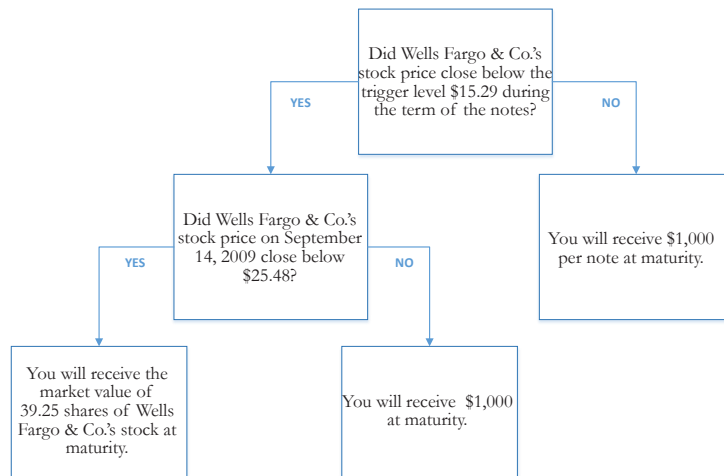 Did Wells Fargo & Co.'s
stock price close below the
trigger level $15.29 during
the term of the notes?
YES
NO
Did Wells Fargo & Co.'s
stock price on September
14, 2009 close below
$25.48?
You will receive $1,000
per note at maturity.
YES
NO
You will receive the
market value of
39.25 shares of Wells
Fargo & Co.'s stock at
maturity.
You will receive $1,000
at maturity.